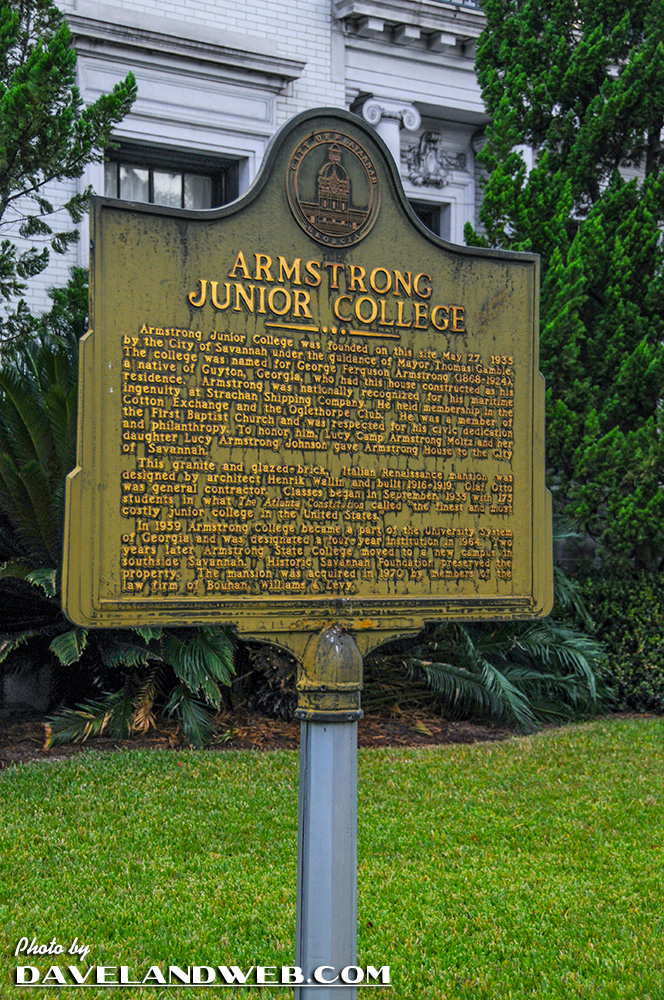 CITY OF SAVANNAH
GEORGIA
ARMSTRONG
JUNIOR COLLEGE
Armstrong Junior College was founded on this site May 27, 1935
by the City of Savannah under the guidance of Mayor Thomas Gamble.
The college was named for George Ferguson Armstrong (1868-1924),
a native of Guyton, Georgia, who had this house constructed as his
residence. Armstrong was nationally recognized for his maritime
ingenuity at Strachan Shipping Company. He held membership in the
Cotton Exchange and the Oglethorpe Club. He was a member of
the First Baptist Church and was respected for his civic dedication
and philanthropy. To honor him, Lucy Camp Armstrong Moltz and her
daughter Lucy Armstrong Johnson gave Armstrong House to the City
of Savannah.
This granite and glazed-brick, Italian Renaissance mansion was
designed by architect Henrik Wallin and built 1916-1919. Olaf Otto
was general contractor. Classes began in September 1935 with 175
students in what The Atlanta Constitution called "the finest and most
costly junior college in the United States."
In 1959 Armstrong College became a part of the University System
of Georgia and was designated a four-year institution in 1964. Two
years later Armstrong State College moved to a new campus in
southside Savannah. Historic Savannah Foundation preserved the
property. The mansion was acquired in 1970 by members of the
law firm of Bouhan, Williams & Levy.
Photo by
DAVELANDWEB.COM